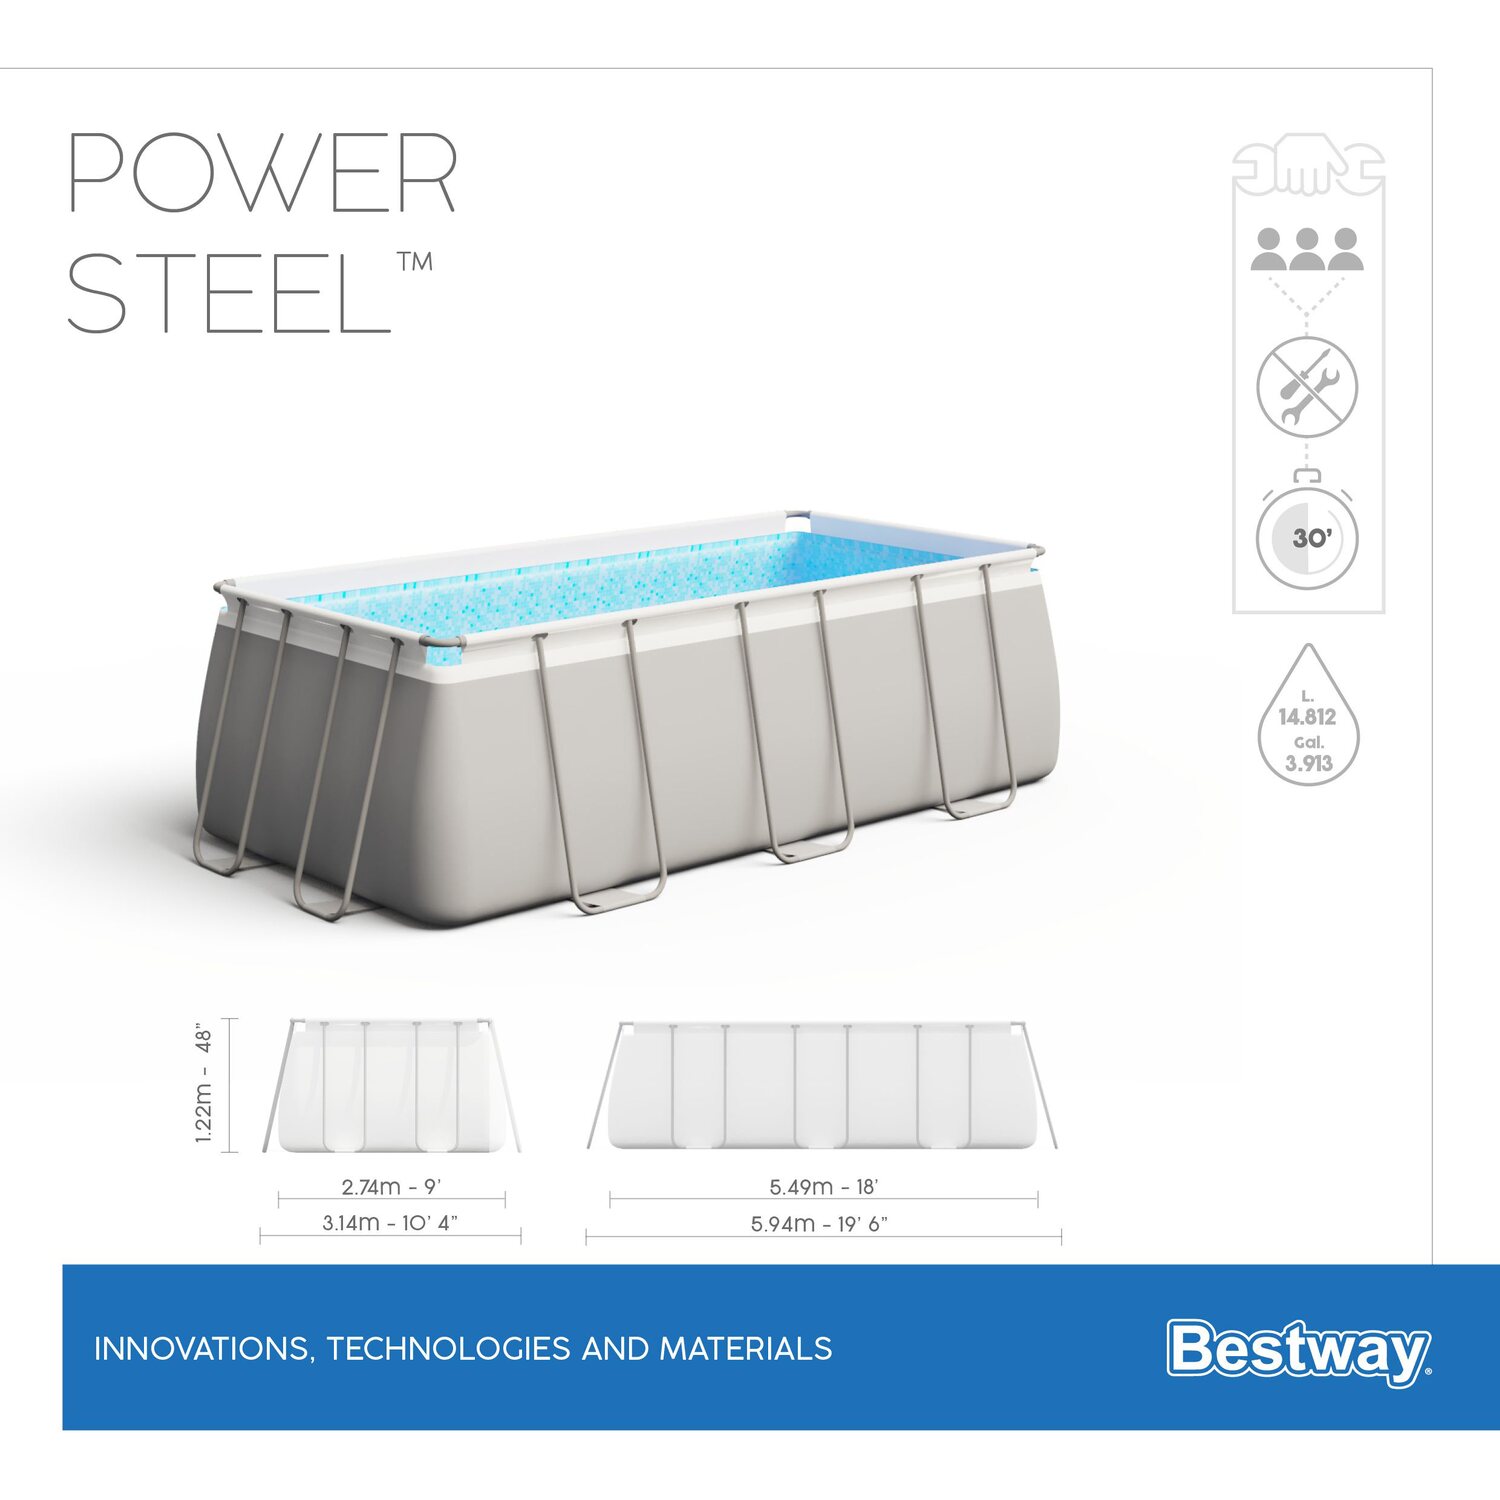 POWER
STEEL™
30’
L.
14.812
Gal.
3.913
1.22m - 48”
2.74m - 9’
3.14m - 10’ 4”
5.49m - 18’
5.94m - 19’ 6”
INNOVATIONS, TECHNOLOGIES AND MATERIALS
Bestway®